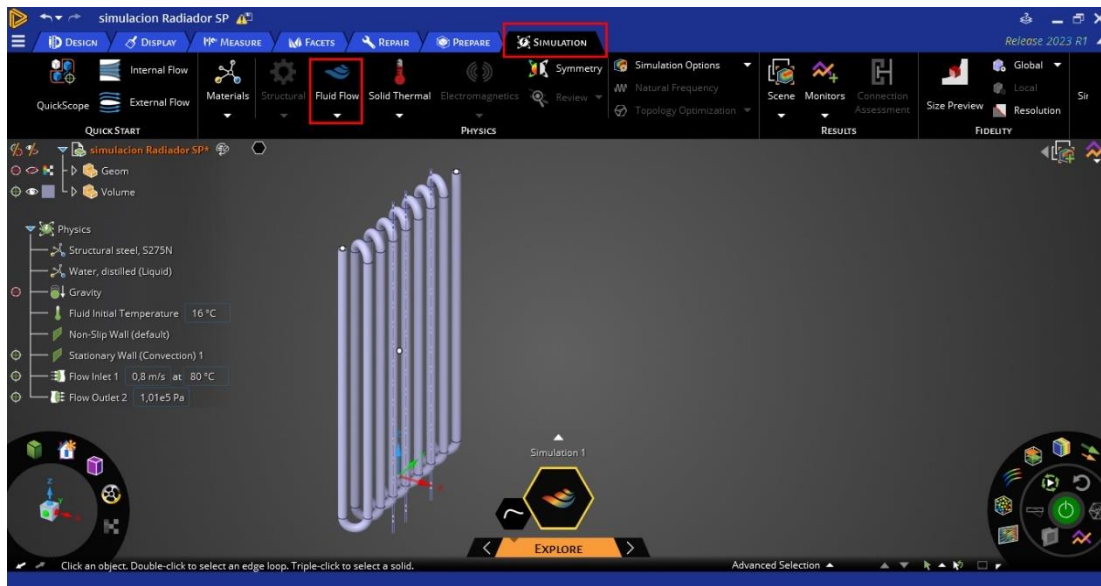 simulacion Radiador SP
DESIGN DISPLAY MEASURE FACETS REPAIR PREPARE SIMULATION Release 2023 R1
QuickScope Internal Flow External Flow Materials Structural Fluid Flow Solid Thermal Electromagnetics Symmetry Review Simulation Options Natural Frequency Topology Optimization Scene Monitors Connection Assessment Size Preview Global Local Resolution
QUICK START PHYSICS RESULTS FIDELITY
simulacion Radiador SP*
Geom
Volume
Physics
Structural steel, S275N
Water, distilled (Liquid)
Gravity
Fluid Initial Temperature 16 °C
Non-Slip Wall (default)
Stationary Wall (Convection) 1
Flow Inlet 1 0,8 m/s at 80 °C
Flow Outlet 2 1,01e5 Pa
Simulation 1
EXPLORE
Click an object. Double-click to select an edge loop. Triple-click to select a solid. Advanced Selection